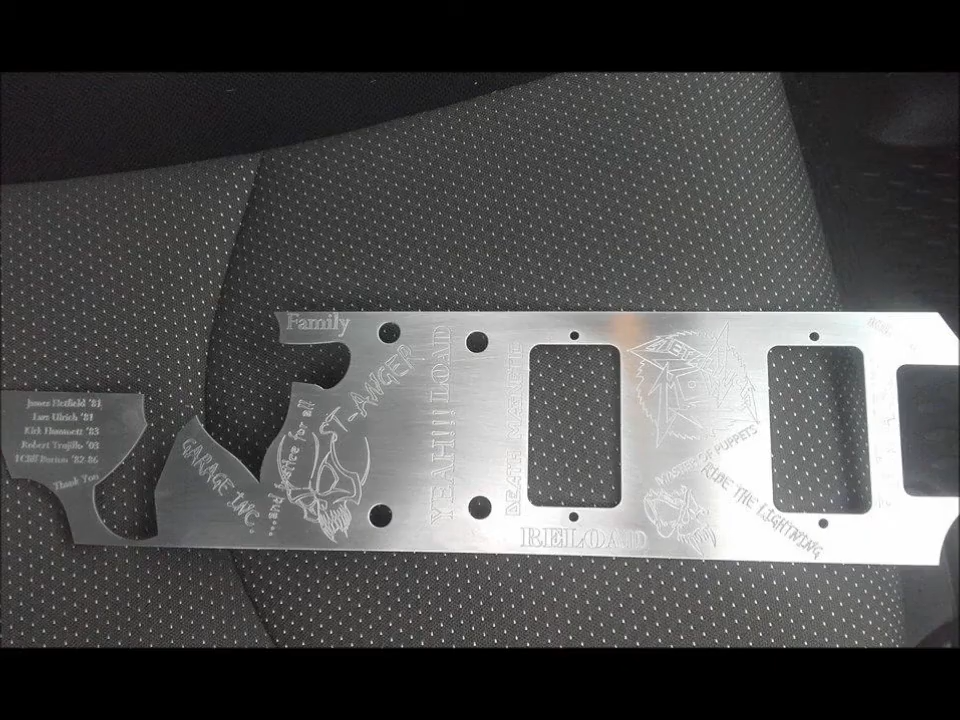 Family
James Hetfield '81
Lars Ulrich '81
Kirk Hammett '83
Robert Trujillo '03
† Cliff Burton '82-86
Thank You
GARAGE INC.
...and justice for all
ST-ANGER
YEAH!!! LOAD
DEATH MAGNETIC
RELOAD
MASTER OF PUPPETS
RIDE THE LIGHTNING